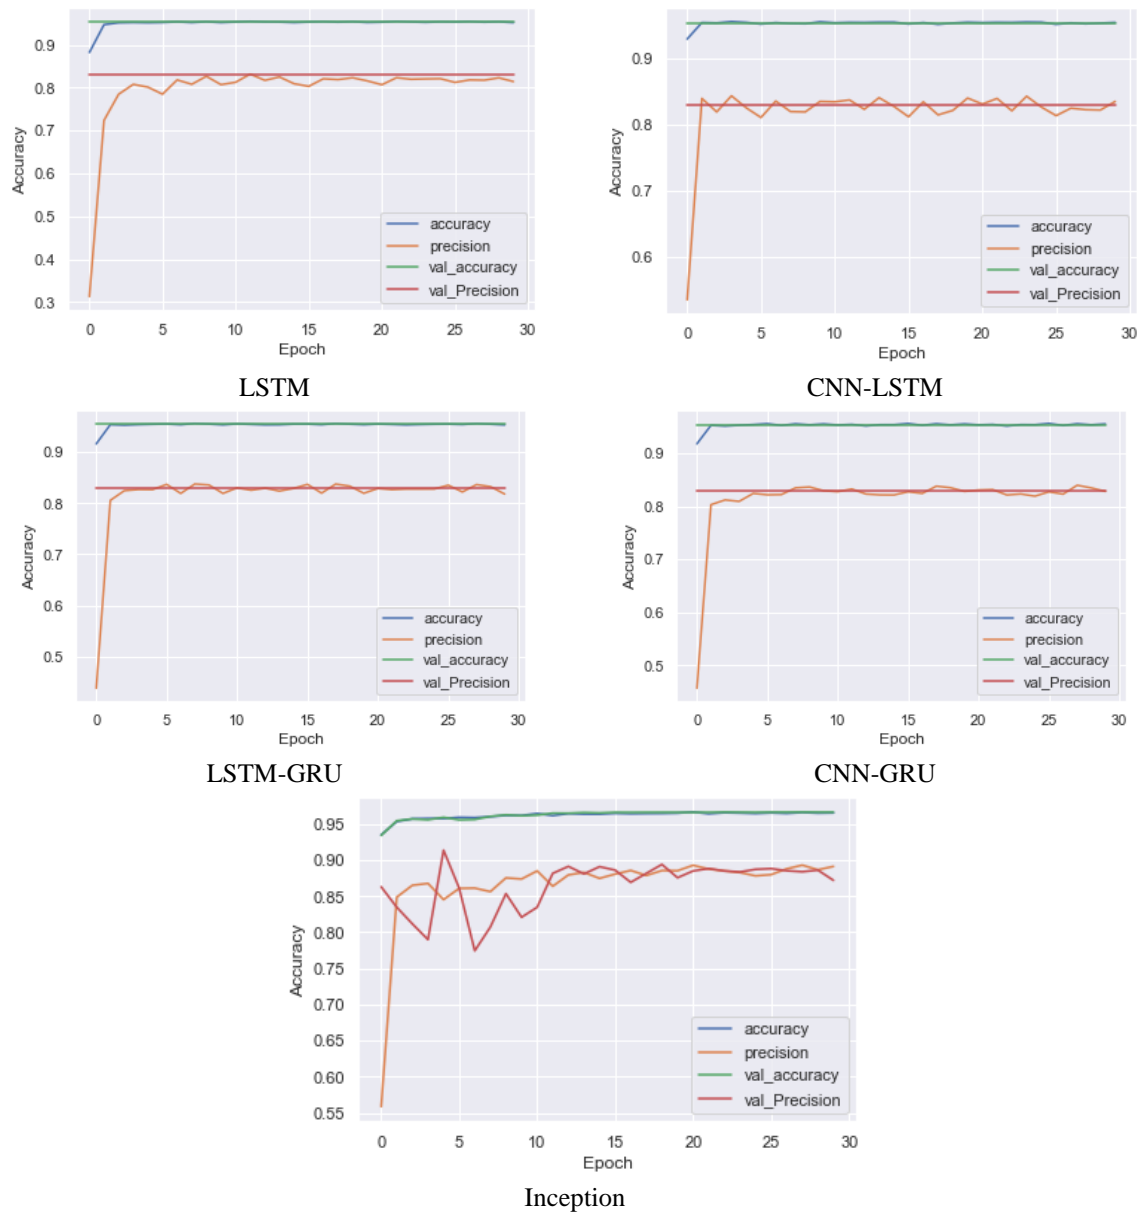 0.9
0.8
0.7
0.6
0.5
0.4
0.3
Accuracy
accuracy
precision
val_accuracy
val_Precision
0 5 10 15 20 25 30
Epoch
LSTM
0.9
0.8
0.7
0.6
Accuracy
accuracy
precision
val_accuracy
val_Precision
0 5 10 15 20 25 30
Epoch
CNN-LSTM
0.9
0.8
0.7
0.6
0.5
Accuracy
accuracy
precision
val_accuracy
val_Precision
0 5 10 15 20 25 30
Epoch
LSTM-GRU
0.9
0.8
0.7
0.6
0.5
Accuracy
accuracy
precision
val_accuracy
val_Precision
0 5 10 15 20 25 30
Epoch
CNN-GRU
0.95
0.90
0.85
0.80
0.75
0.70
0.65
0.60
0.55
Accuracy
accuracy
precision
val_accuracy
val_Precision
0 5 10 15 20 25 30
Epoch
Inception